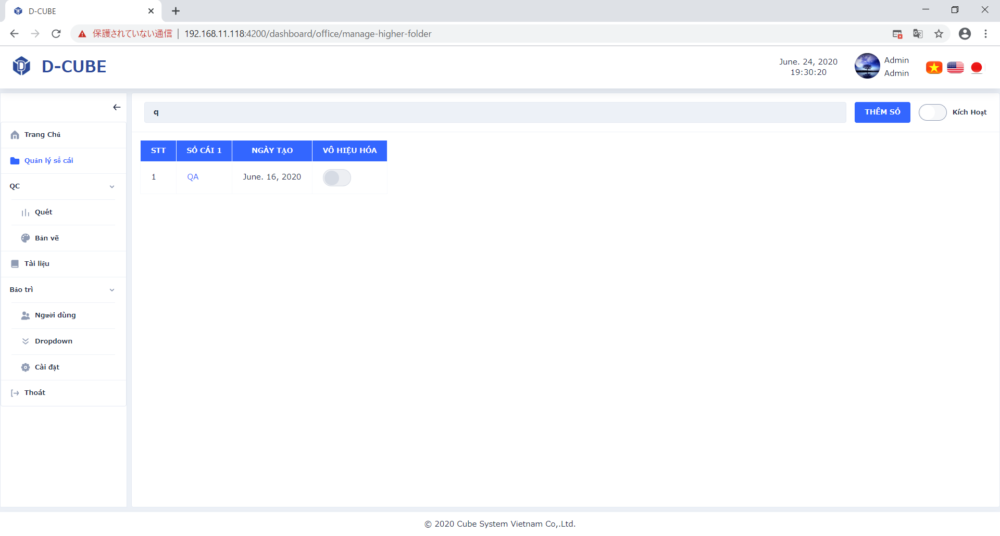 D-CUBE
保護されていない通信
192.168.11.118:4200/dashboard/office/manage-higher-folder
D-CUBE
June. 24, 2020
19:30:20
Admin
Admin
q
THÊM SỔ
Kích Hoạt
Trang Chủ
Quản lý sổ cái
QC
Quét
Bản vẽ
Tài liệu
Bảo trì
Người dùng
Dropdown
Cài đặt
Thoát
STT SỔ CÁI 1 NGÀY TẠO VÔ HIỆU HÓA
1 QA June. 16, 2020
© 2020 Cube System Vietnam Co,.Ltd.